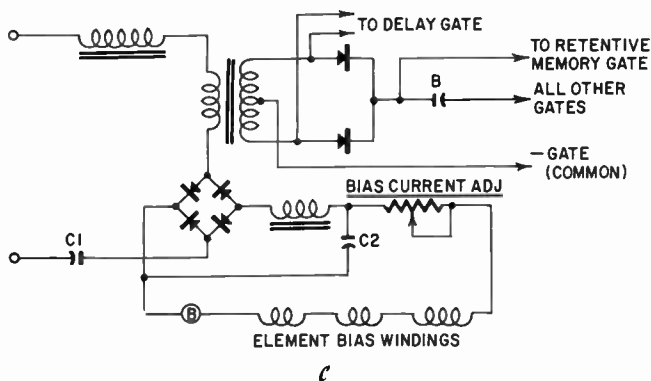 TO DELAY GATE
TO RETENTIVE
MEMORY GATE
B
ALL OTHER
GATES
– GATE
(COMMON)
BIAS CURRENT ADJ
C1
C2
B
ELEMENT BIAS WINDINGS
C